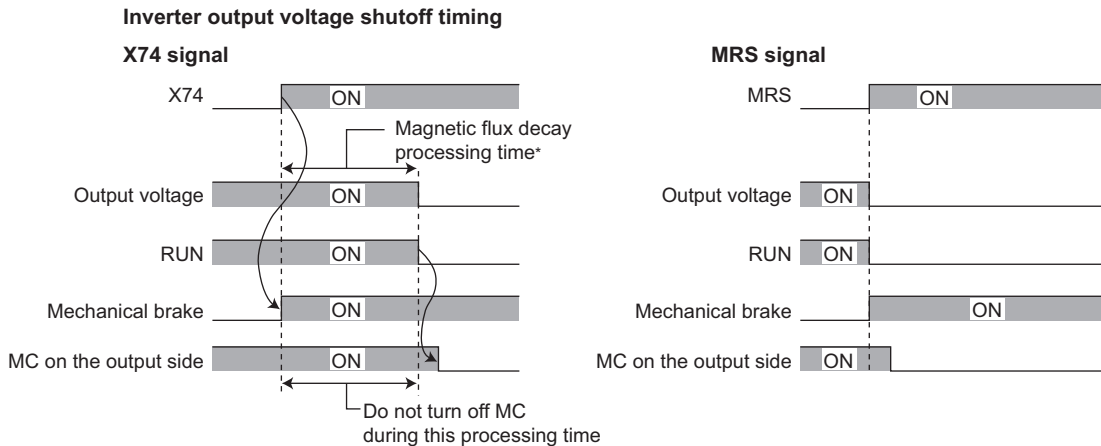 Inverter output voltage shutoff timing
X74 signal
X74
ON
Magnetic flux decay
processing time*
Output voltage
ON
RUN
ON
Mechanical brake
ON
MC on the output side
ON
Do not turn off MC
during this processing time
MRS signal
MRS
ON
Output voltage
ON
RUN
ON
Mechanical brake
ON
MC on the output side
ON